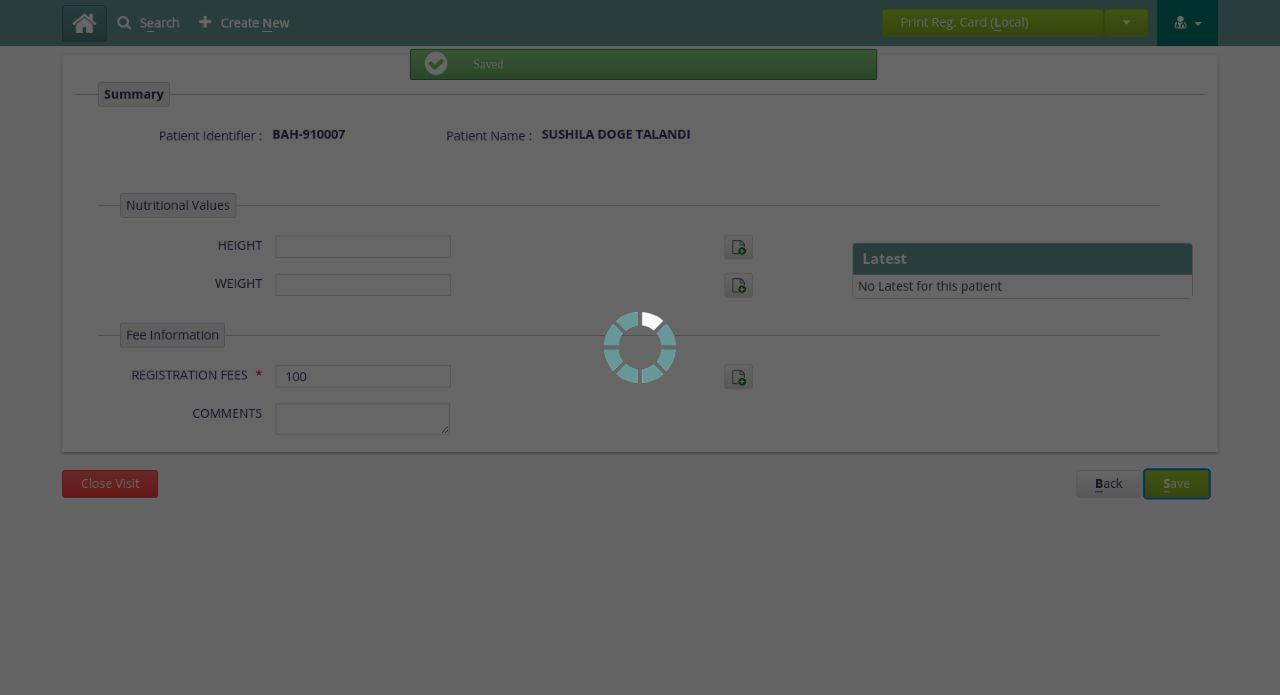 Search Create New Print Reg. Card (Local)
Saved
Summary
Patient Identifier : BAH-910007 Patient Name : SUSHILA DOGE TALANDI
Nutritional Values
HEIGHT
Latest
WEIGHT
No Latest for this patient
Fee Information
REGISTRATION FEES * 100
COMMENTS
Close Visit Back Save